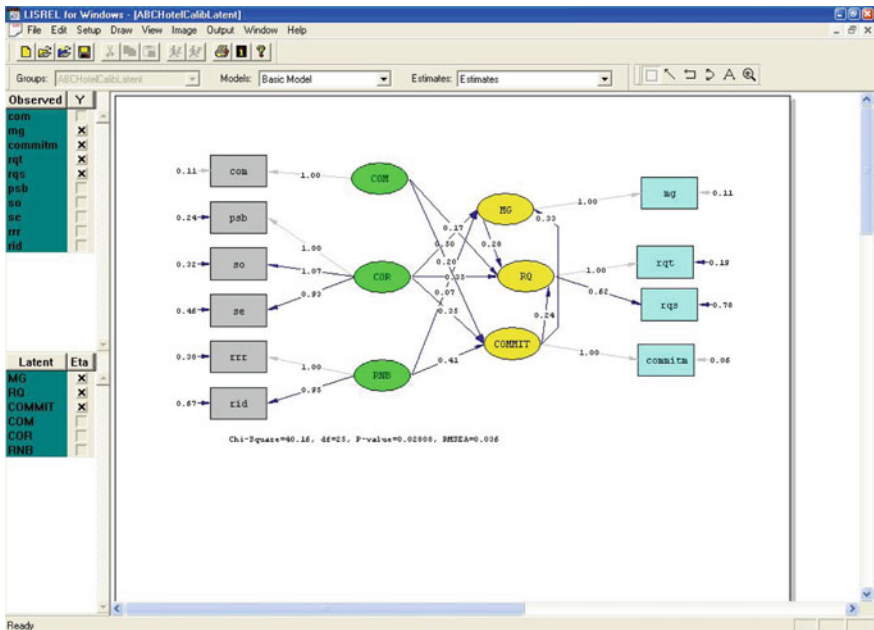 LISREL for Windows - [ABCHotelCalibLatent]
File Edit Setup Draw View Image Output Window Help
Groups: ABCHotelCalibLatent Models: Basic Model Estimates: Estimates
Observed Y
com
mg
commitm
rqt
rqs
psb
so
se
rrr
rid
Latent Eta
MG
RQ
COMMIT
COM
COR
RNB
0.11 com 1.00 COM
0.24 psb 1.00
0.32 so 1.07 COR
0.46 se 0.93
0.38 rrr 1.00
0.67 rid 0.95 RNB
0.17
0.20
0.07
0.35
0.41
MG 0.33 1.00 mg 0.11
0.28
RQ 1.00 rqt 0.19
0.62 rqs 0.78
0.24
COMMIT 1.00 commitm 0.06
Chi-Square=40.16, df=25, P-value=0.02808, RMSEA=0.036
Ready